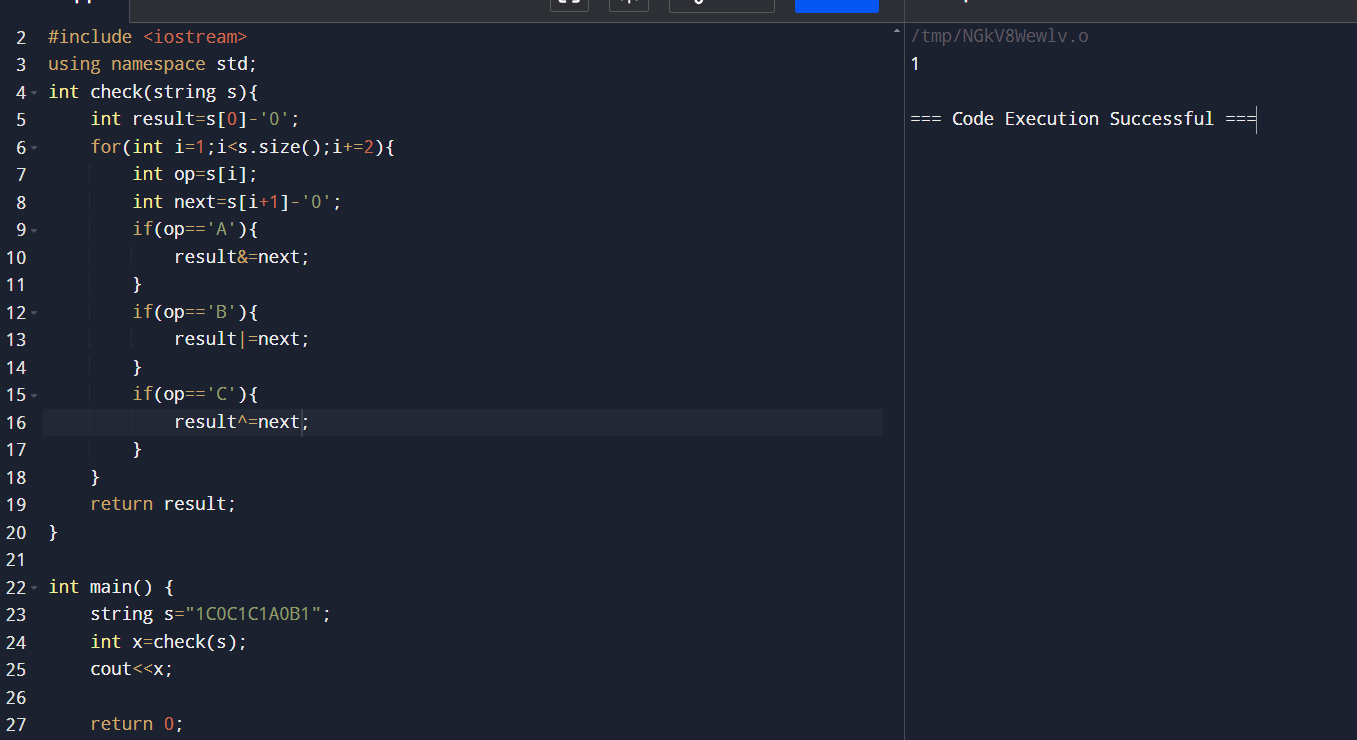 2 #include <iostream>
3 using namespace std;
4 int check(string s){
5     int result=s[0]-'0';
6     for(int i=1;i<s.size();i+=2){
7         int op=s[i];
8         int next=s[i+1]-'0';
9         if(op=='A'){
10             result&=next;
11         }
12         if(op=='B'){
13             result|=next;
14         }
15         if(op=='C'){
16             result^=next;
17         }
18     }
19     return result;
20 }
21
22 int main() {
23     string s="1C0C1C1A0B1";
24     int x=check(s);
25     cout<<x;
26
27     return 0;
/tmp/NGkV8Wewlv.o
1
=== Code Execution Successful ===